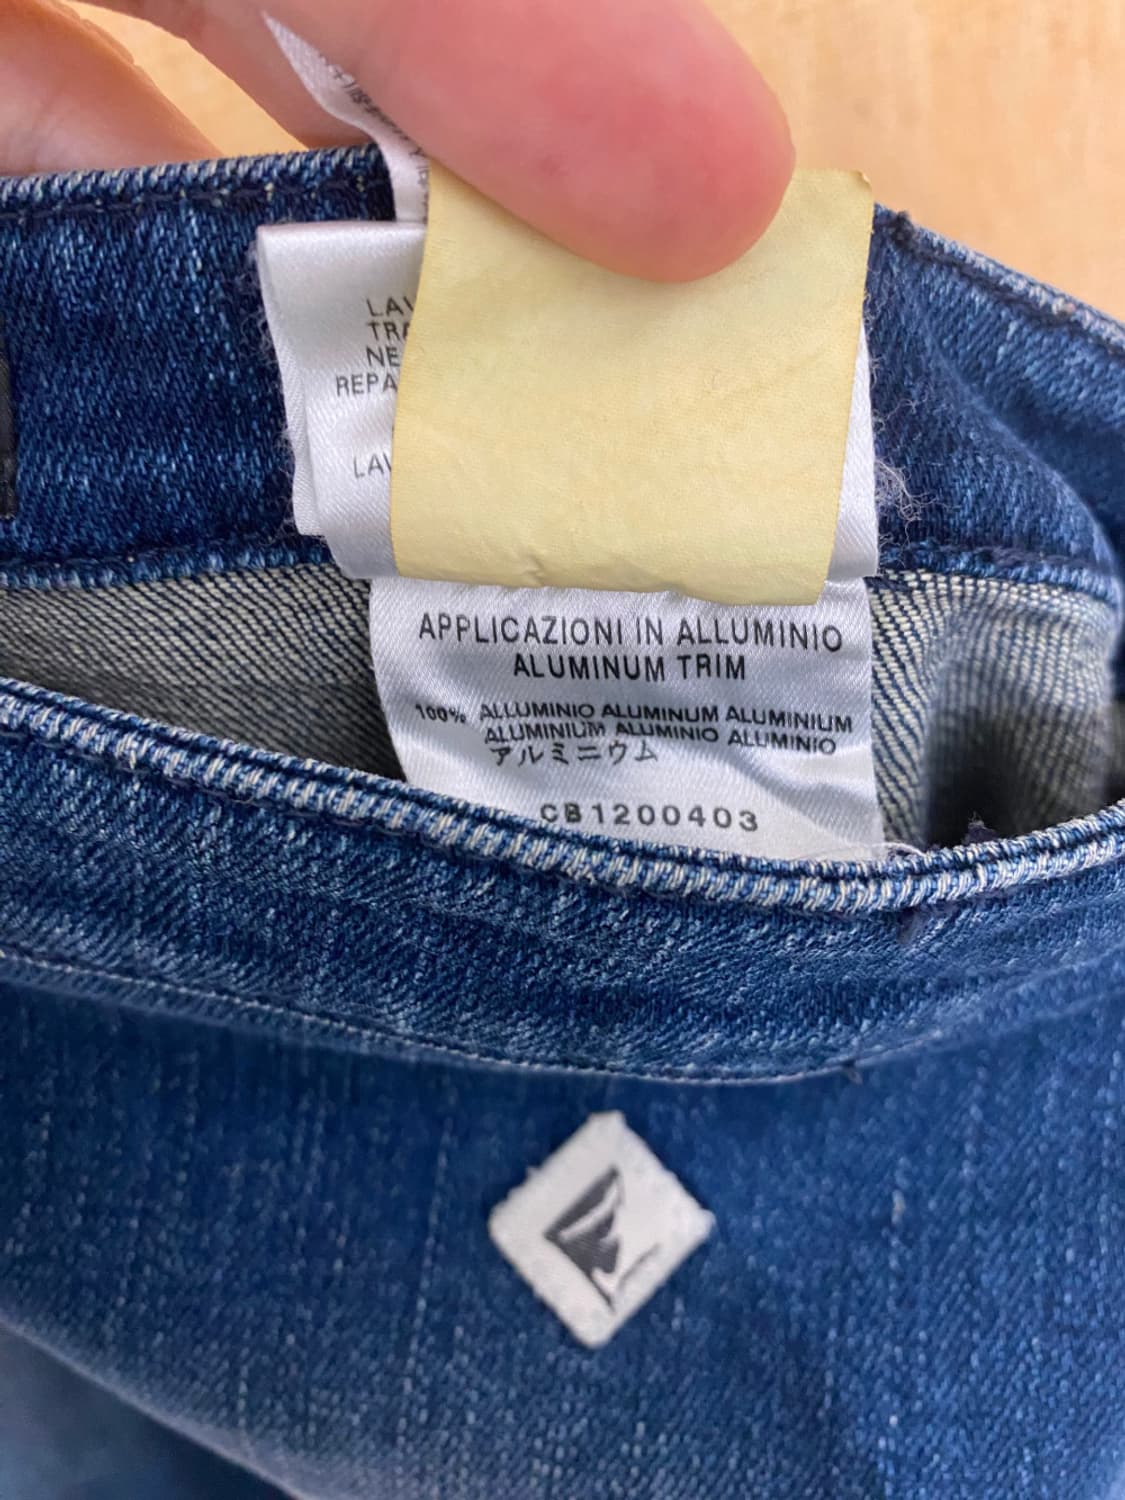 LAV
TRA
NE
REPA
LAV
APPLICAZIONI IN ALLUMINIO
ALUMINUM TRIM
100% ALLUMINIO ALUMINUM ALUMINIUM
ALUMINIUM ALUMINIO ALUMINIO
アルミニウム
CB1200403